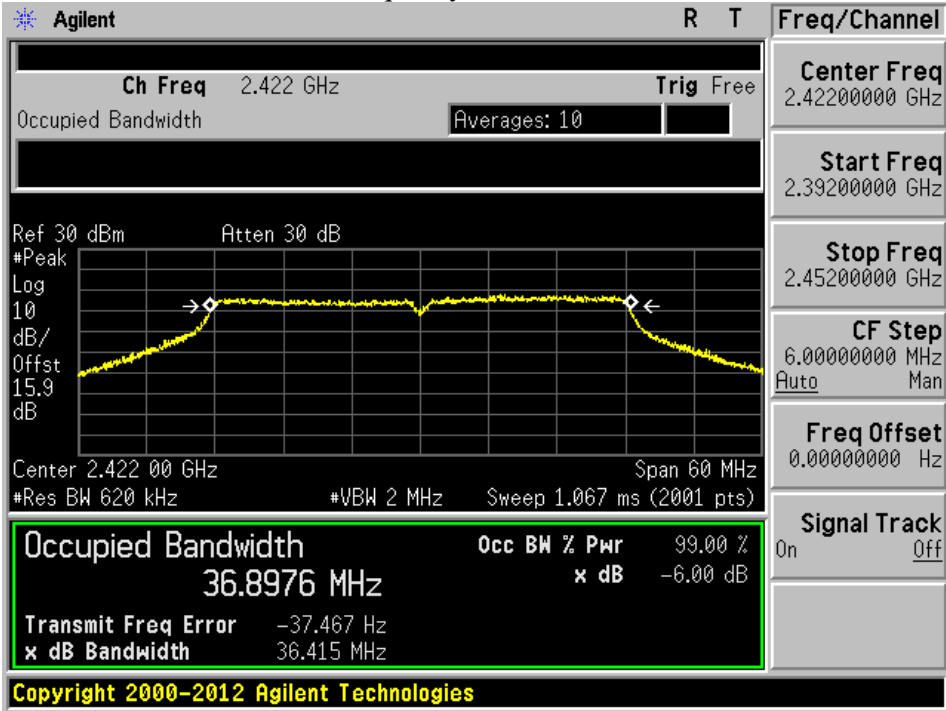 Agilent R T
Freq/Channel
Ch Freq 2.422 GHz Trig Free
Occupied Bandwidth Averages: 10
Ref 30 dBm Atten 30 dB
#Peak
Log
10
dB/
Offst
15.9
dB
Center 2.422 00 GHz Span 60 MHz
#Res BW 620 kHz #VBW 2 MHz Sweep 1.067 ms (2001 pts)
Occupied Bandwidth Occ BW % Pwr 99.00 %
36.8976 MHz x dB -6.00 dB
Transmit Freq Error -37.467 Hz
x dB Bandwidth 36.415 MHz
Center Freq
2.42200000 GHz
Start Freq
2.39200000 GHz
Stop Freq
2.45200000 GHz
CF Step
6.00000000 MHz
Auto Man
Freq Offset
0.00000000 Hz
Signal Track
On Off
Copyright 2000-2012 Agilent Technologies